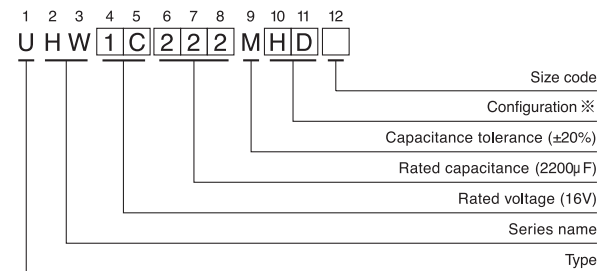 1 2 3 4 5 6 7 8 9 10 11 12
U H W 1 C 2 2 2 M H D
Size code
Configuration ※
Capacitance tolerance (±20%)
Rated capacitance (2200µF)
Rated voltage (16V)
Series name
Type